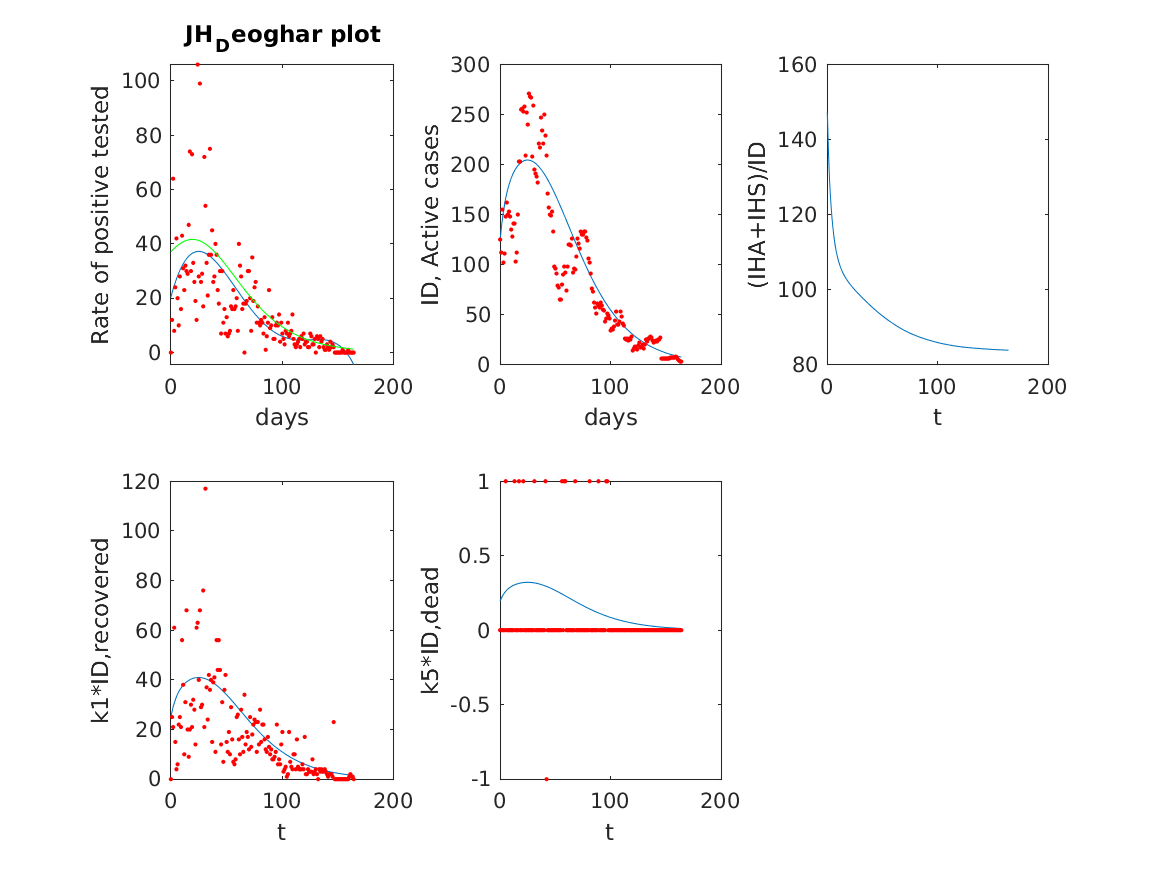 JH_Deoghar plot
Rate of positive tested
100
80
60
40
20
0
0 100 200
days
ID, Active cases
300
250
200
150
100
50
0
0 100 200
days
(IHA+IHS)/ID
160
140
120
100
80
0 100 200
t
k1*ID,recovered
120
100
80
60
40
20
0
0 100 200
t
k5*ID,dead
1
0.5
0
-0.5
-1
0 100 200
t